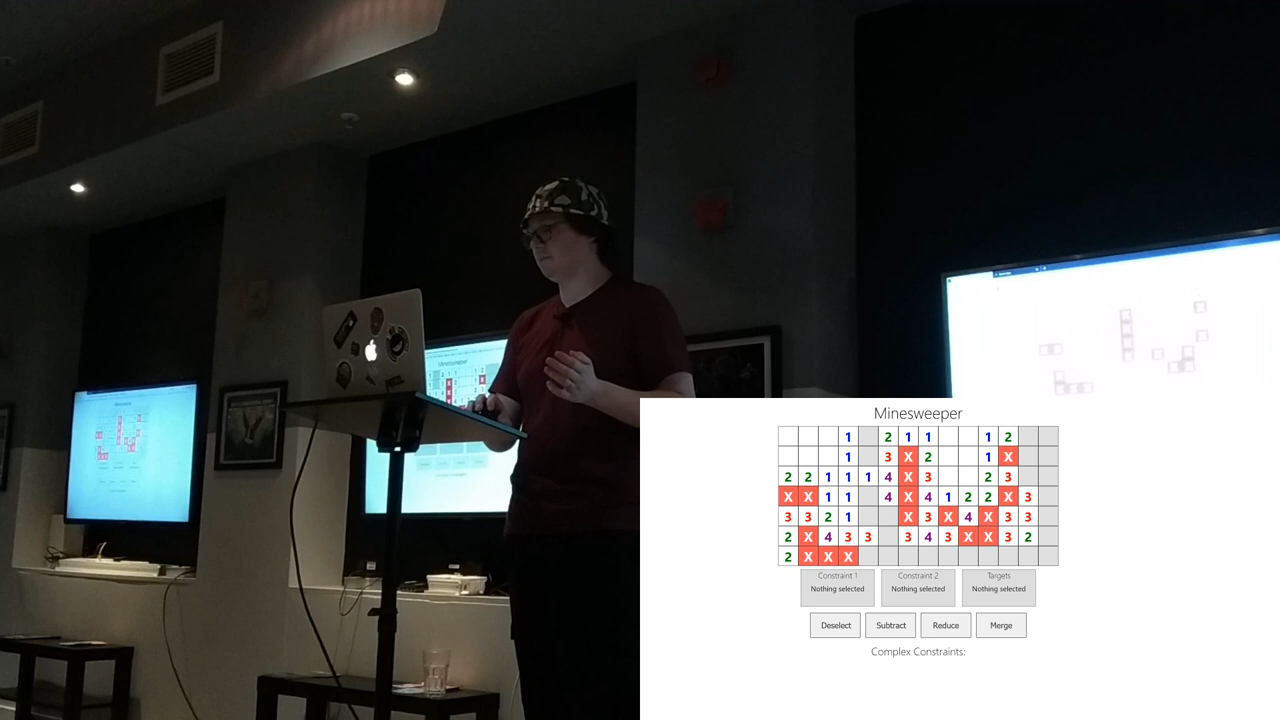 Minesweeper
1 2 1 1 1 2
1 3 X 2 1 X
2 2 1 1 1 4 X 3 2 3
X X 1 1 4 X 4 1 2 2 X 3
3 3 2 1 X 3 X 4 X 3 3
2 X 4 3 3 3 4 3 X X 3 2
2 X X X
Constraint 1 Constraint 2 Targets
Nothing selected Nothing selected Nothing selected
Deselect Subtract Reduce Merge
Complex Constraints: